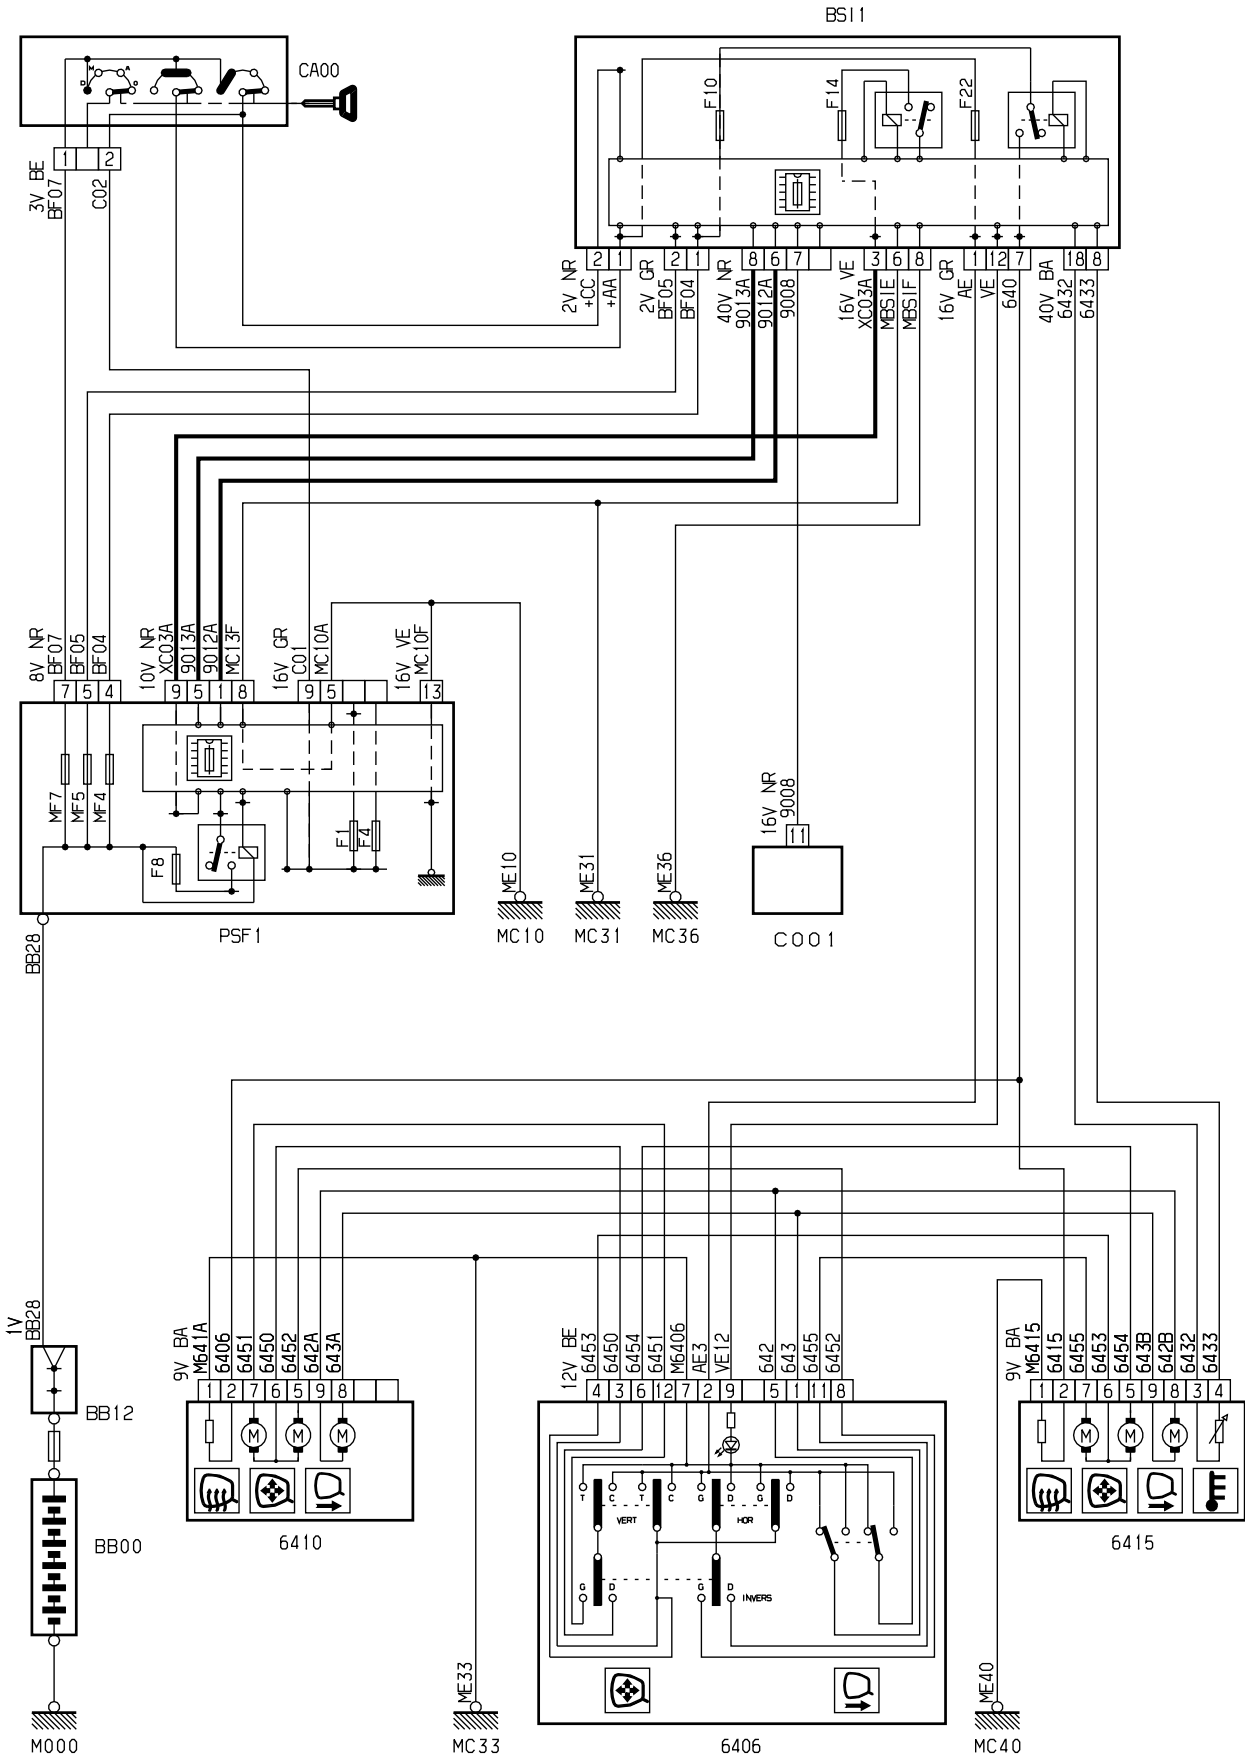 BSI1
CA00
M A
D O
F10
F14
F22
1 2
3V BE
BF07
C02
2 1 2 1 8 6 7 3 6 8 1 12 7 18 8
2V NR
+CC
+AA
2V GR
BF05
BF04
40V NR
9013A
9012A
9008
16V VE
XC03A
MBSIE
MBSIF
16V GR
AE
VE
640
40V BA
6432
6433
8V NR
BF07
BF05
BF04
10V NR
XC03A
9013A
9012A
MC13F
16V GR
C01
MC10A
16V VE
MC10F
7 5 4 9 5 1 8 9 5 13
MF7
MF5
MF4
F8
F1
F4
16V NR
9008
11
ME10
ME31
ME36
PSF1
MC10
MC31
MC36
C001
BB28
1V
BB28
BB12
BB00
M000
9V BA
M641A
6406
6451
6450
6452
642A
643A
1 2 7 6 5 9 8
M M M
6410
12V BE
6453
6450
6454
6451
M6406
AE3
VE12
642
643
6455
6452
4 3 6 12 7 2 9 5 1 11 8
T C T C G D G D
VERT
HOR
G D G D
INVERS
9V BA
M6415
6415
6455
6453
6454
643B
642B
6432
6433
1 2 7 6 5 9 8 3 4
M M M
6415
ME33
ME40
MC33
6406
MC40